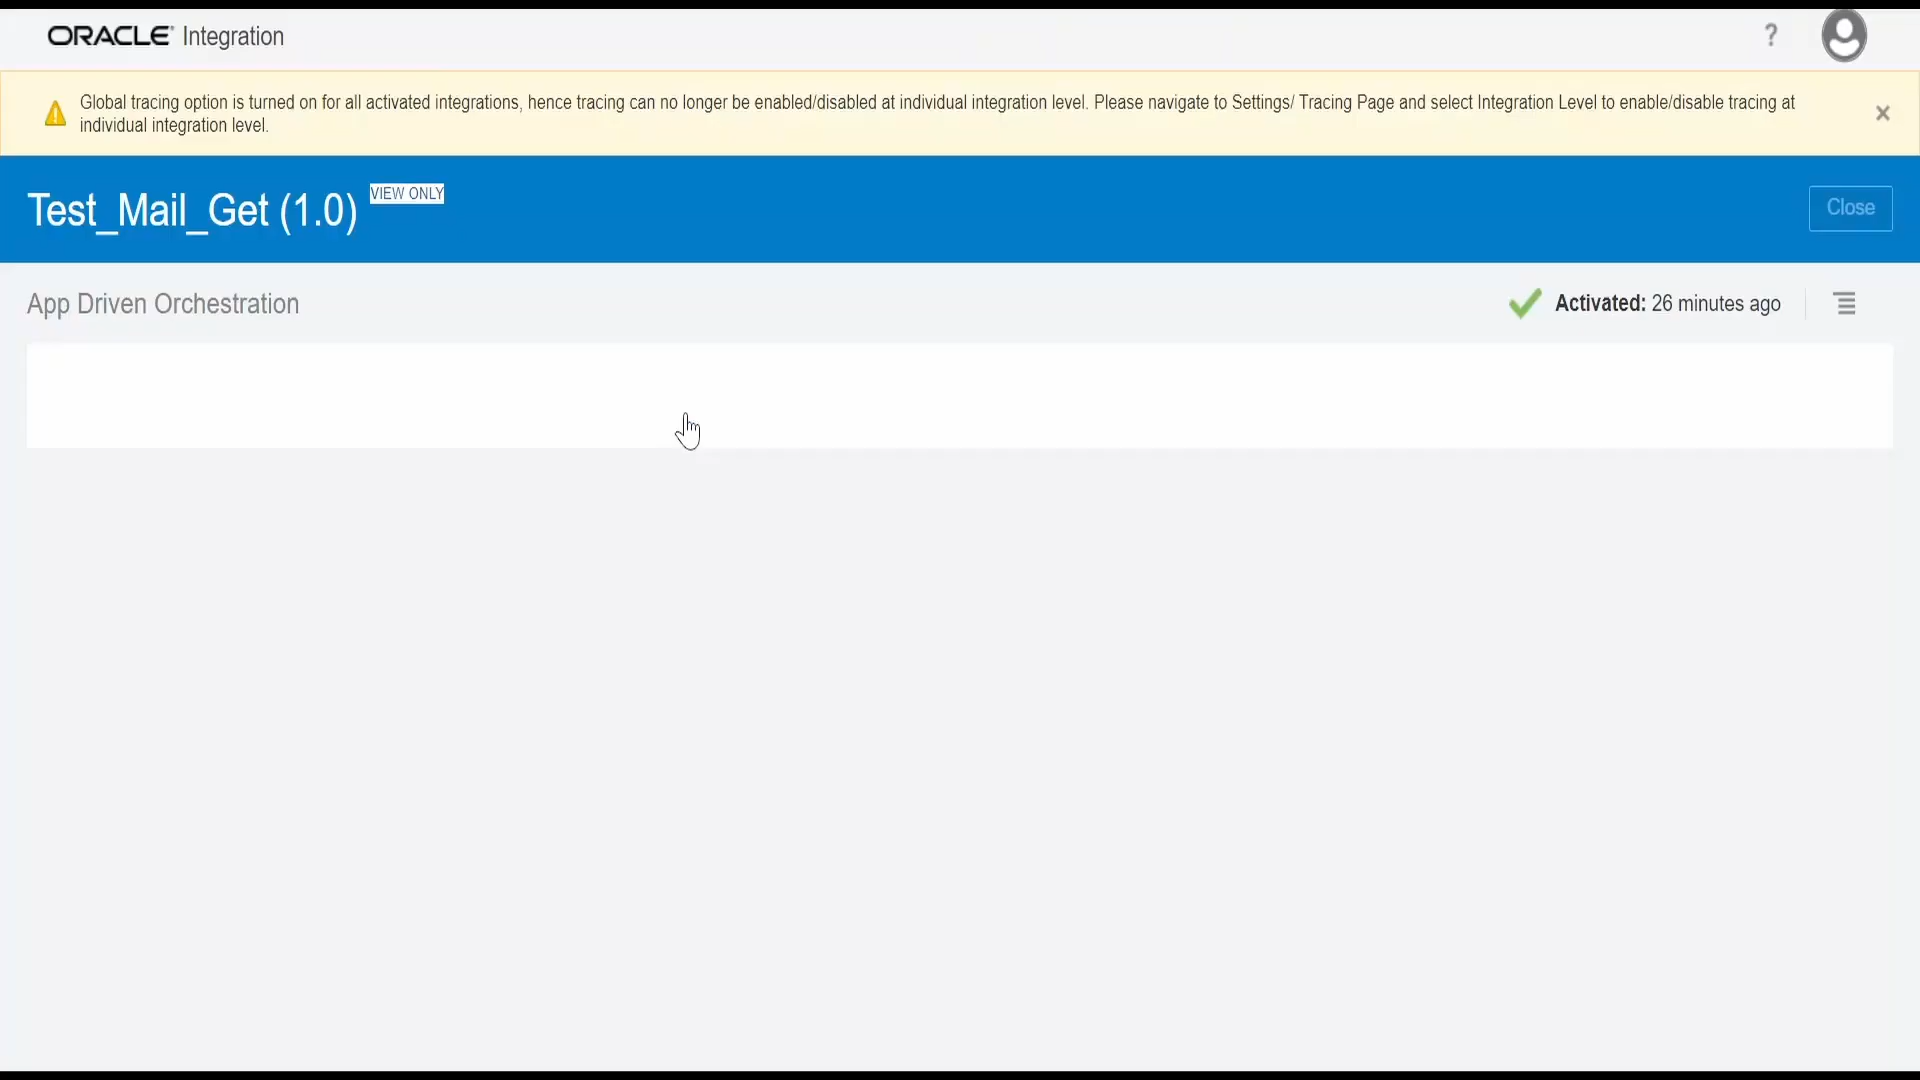 ORACLE Integration
?
Global tracing option is turned on for all activated integrations, hence tracing can no longer be enabled/disabled at individual integration level. Please navigate to Settings/ Tracing Page and select Integration Level to enable/disable tracing at
individual integration level.
Test_Mail_Get (1.0) VIEW ONLY
Close
App Driven Orchestration
Activated: 26 minutes ago